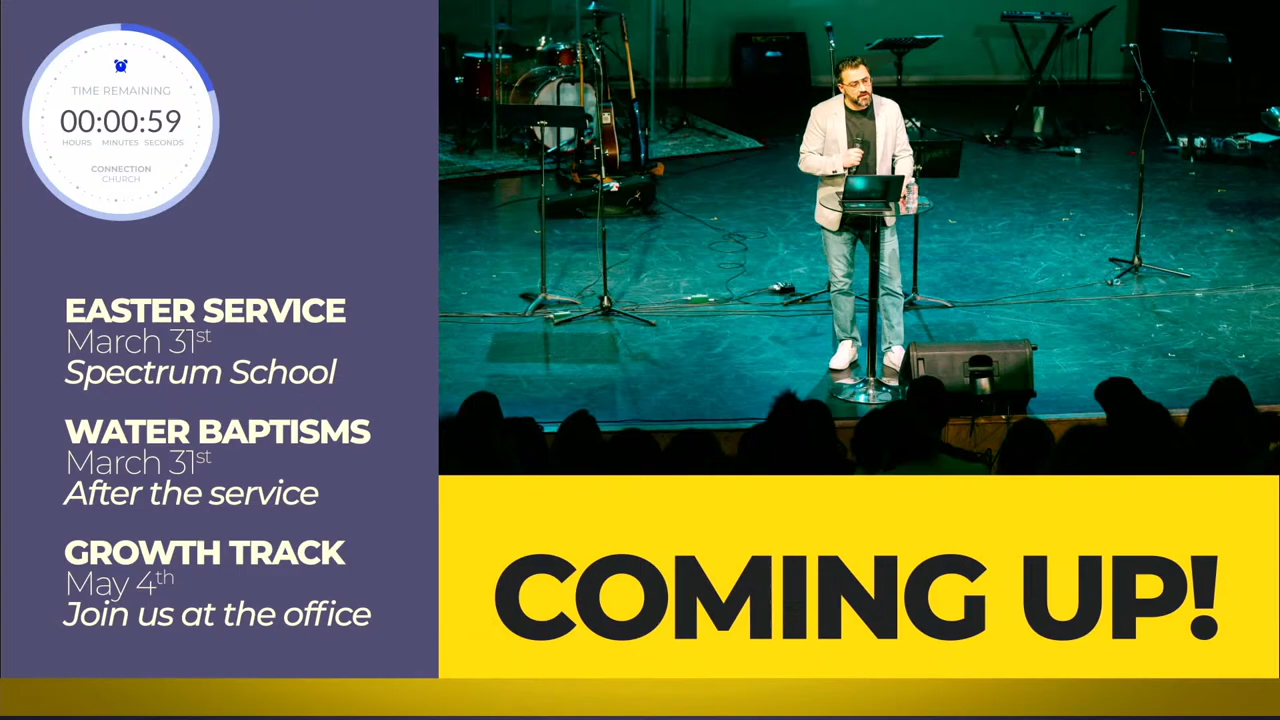 TIME REMAINING
00:00:59
HOURS MINUTES SECONDS
CONNECTION
CHURCH
EASTER SERVICE
March 31st
Spectrum School
WATER BAPTISMS
March 31st
After the service
GROWTH TRACK
May 4th
Join us at the office
COMING UP!